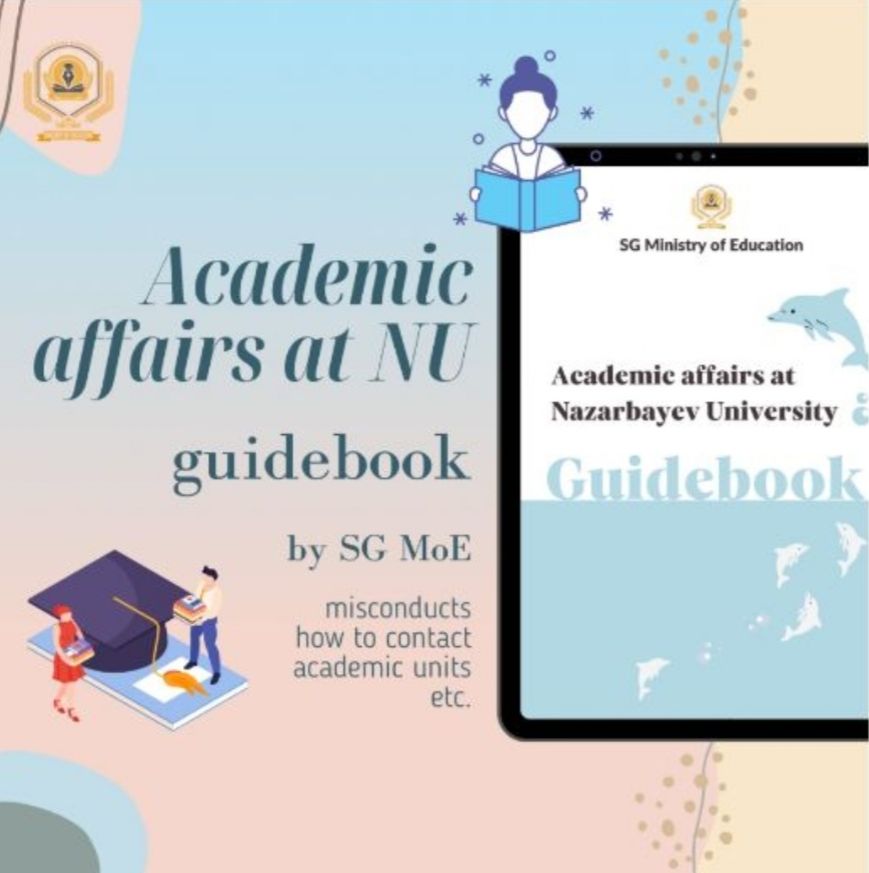 Academic
affairs at NU
guidebook
by SG MoE
misconducts
how to contact
academic units
etc.
SG Ministry of Education
Academic affairs at
Nazarbayev University
Guidebook